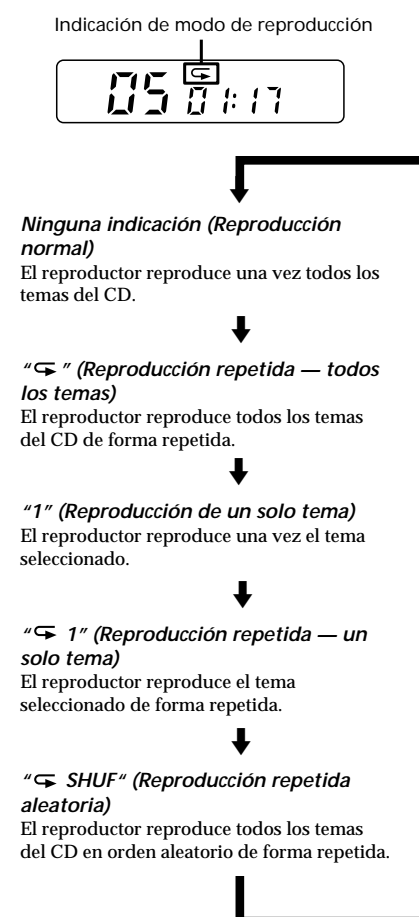 Indicación de modo de reproducción
05 01:17
Ninguna indicación (Reproducción
normal)
El reproductor reproduce una vez todos los
temas del CD.
“ ” (Reproducción repetida — todos
los temas)
El reproductor reproduce todos los temas
del CD de forma repetida.
“1” (Reproducción de un solo tema)
El reproductor reproduce una vez el tema
seleccionado.
“ 1” (Reproducción repetida — un
solo tema)
El reproductor reproduce el tema
seleccionado de forma repetida.
“ SHUF“ (Reproducción repetida
aleatoria)
El reproductor reproduce todos los temas
del CD en orden aleatorio de forma repetida.